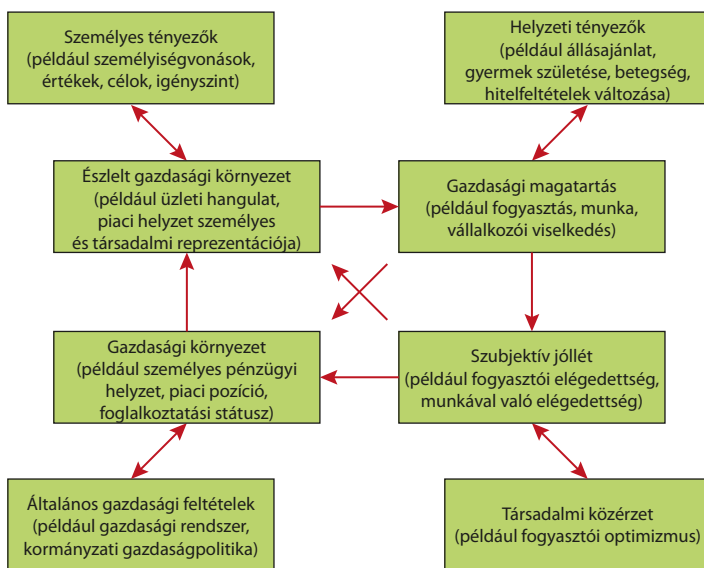 Személyes tényezők
(például személyiségvonások,
értékek, célok, igényszint)
Helyzeti tényezők
(például állásajánlat,
gyermek születése, betegség,
hitelfeltételek változása)
Észlelt gazdasági környezet
(például üzleti hangulat,
piaci helyzet személyes
és társadalmi reprezentációja)
Gazdasági magatartás
(például fogyasztás, munka,
vállalkozói viselkedés)
Gazdasági környezet
(például személyes pénzügyi
helyzet, piaci pozíció,
foglalkoztatási státusz)
Szubjektív jóllét
(például fogyasztói elégedettség,
munkával való elégedettség)
Általános gazdasági feltételek
(például gazdasági rendszer,
kormányzati gazdaságpolitika)
Társadalmi közérzet
(például fogyasztói optimizmus)